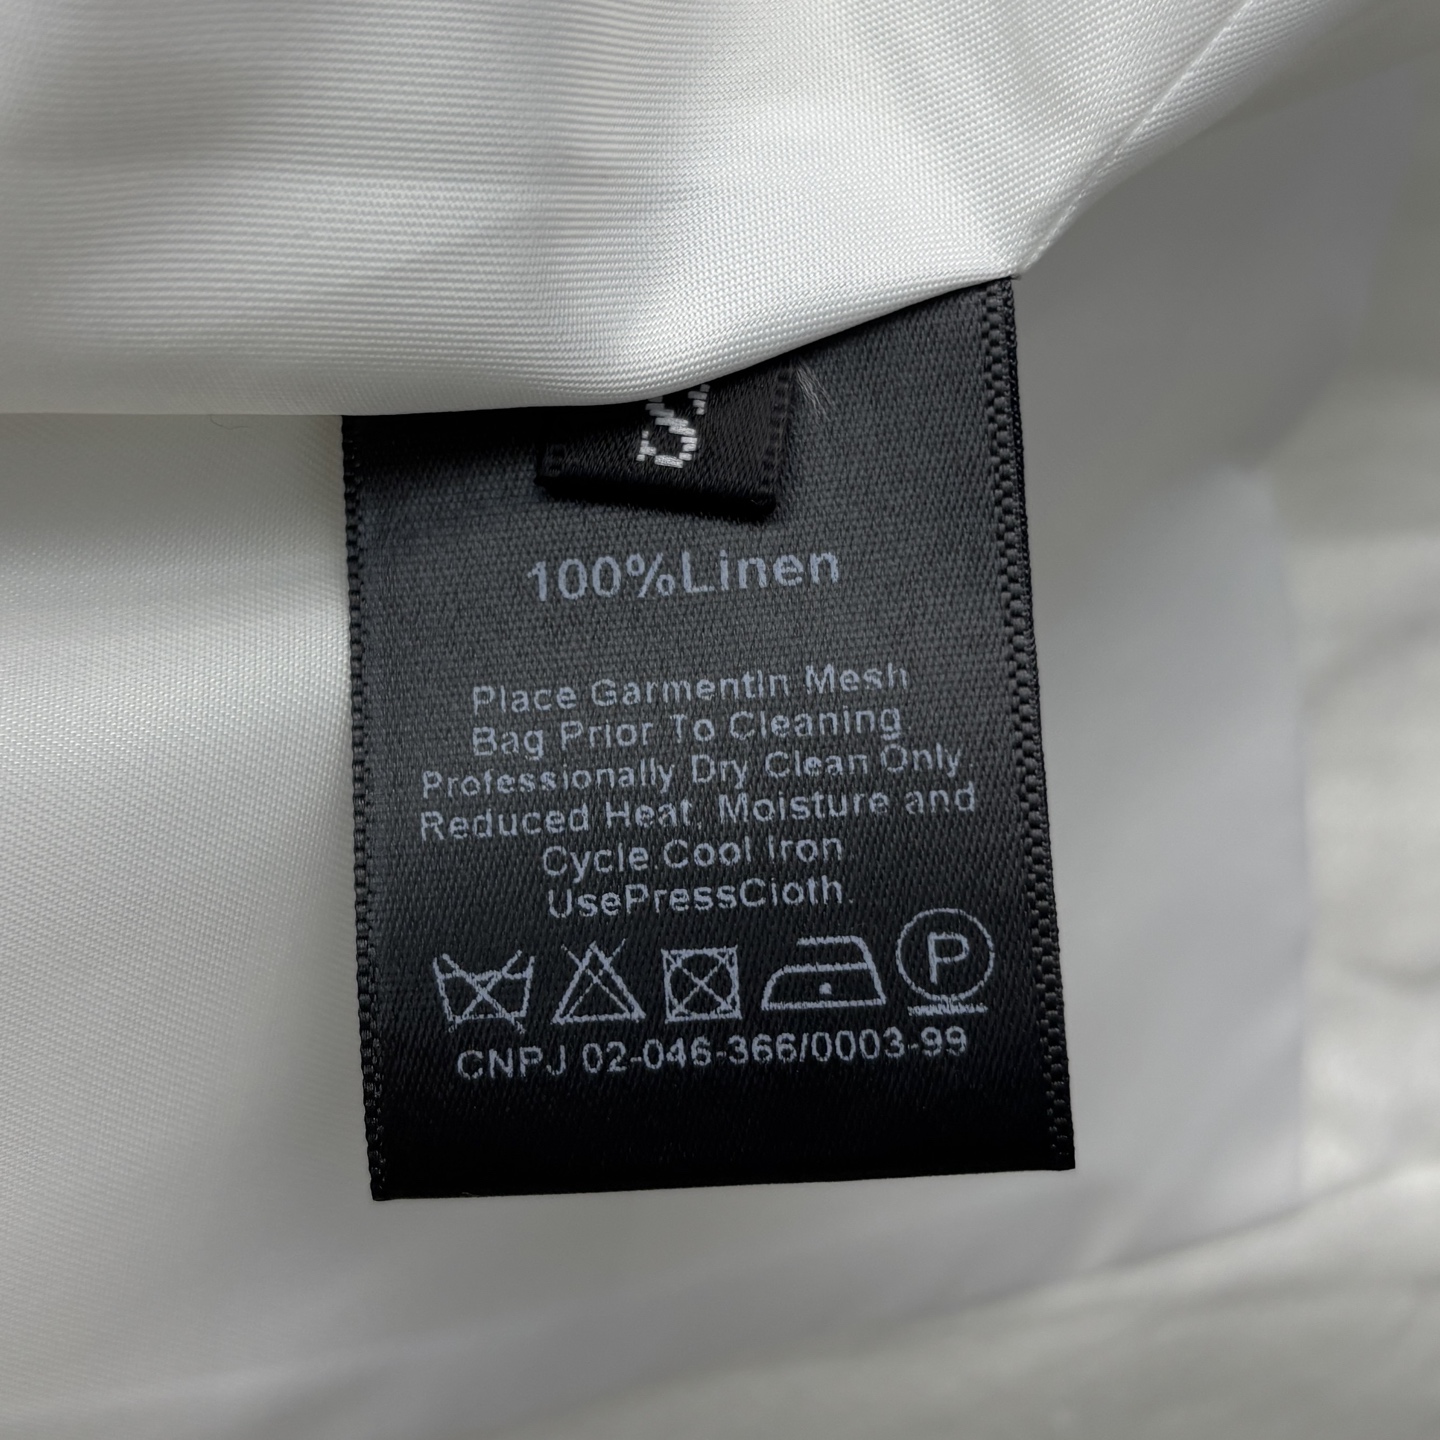 S
100%Linen
Place GarmentIn Mesh
Bag Prior To Cleaning
Professionally Dry Clean Only.
Reduced Heat, Moisture and
Cycle Cool Iron
UsePressCloth.
P
CNPJ 02-046-366/0003-99